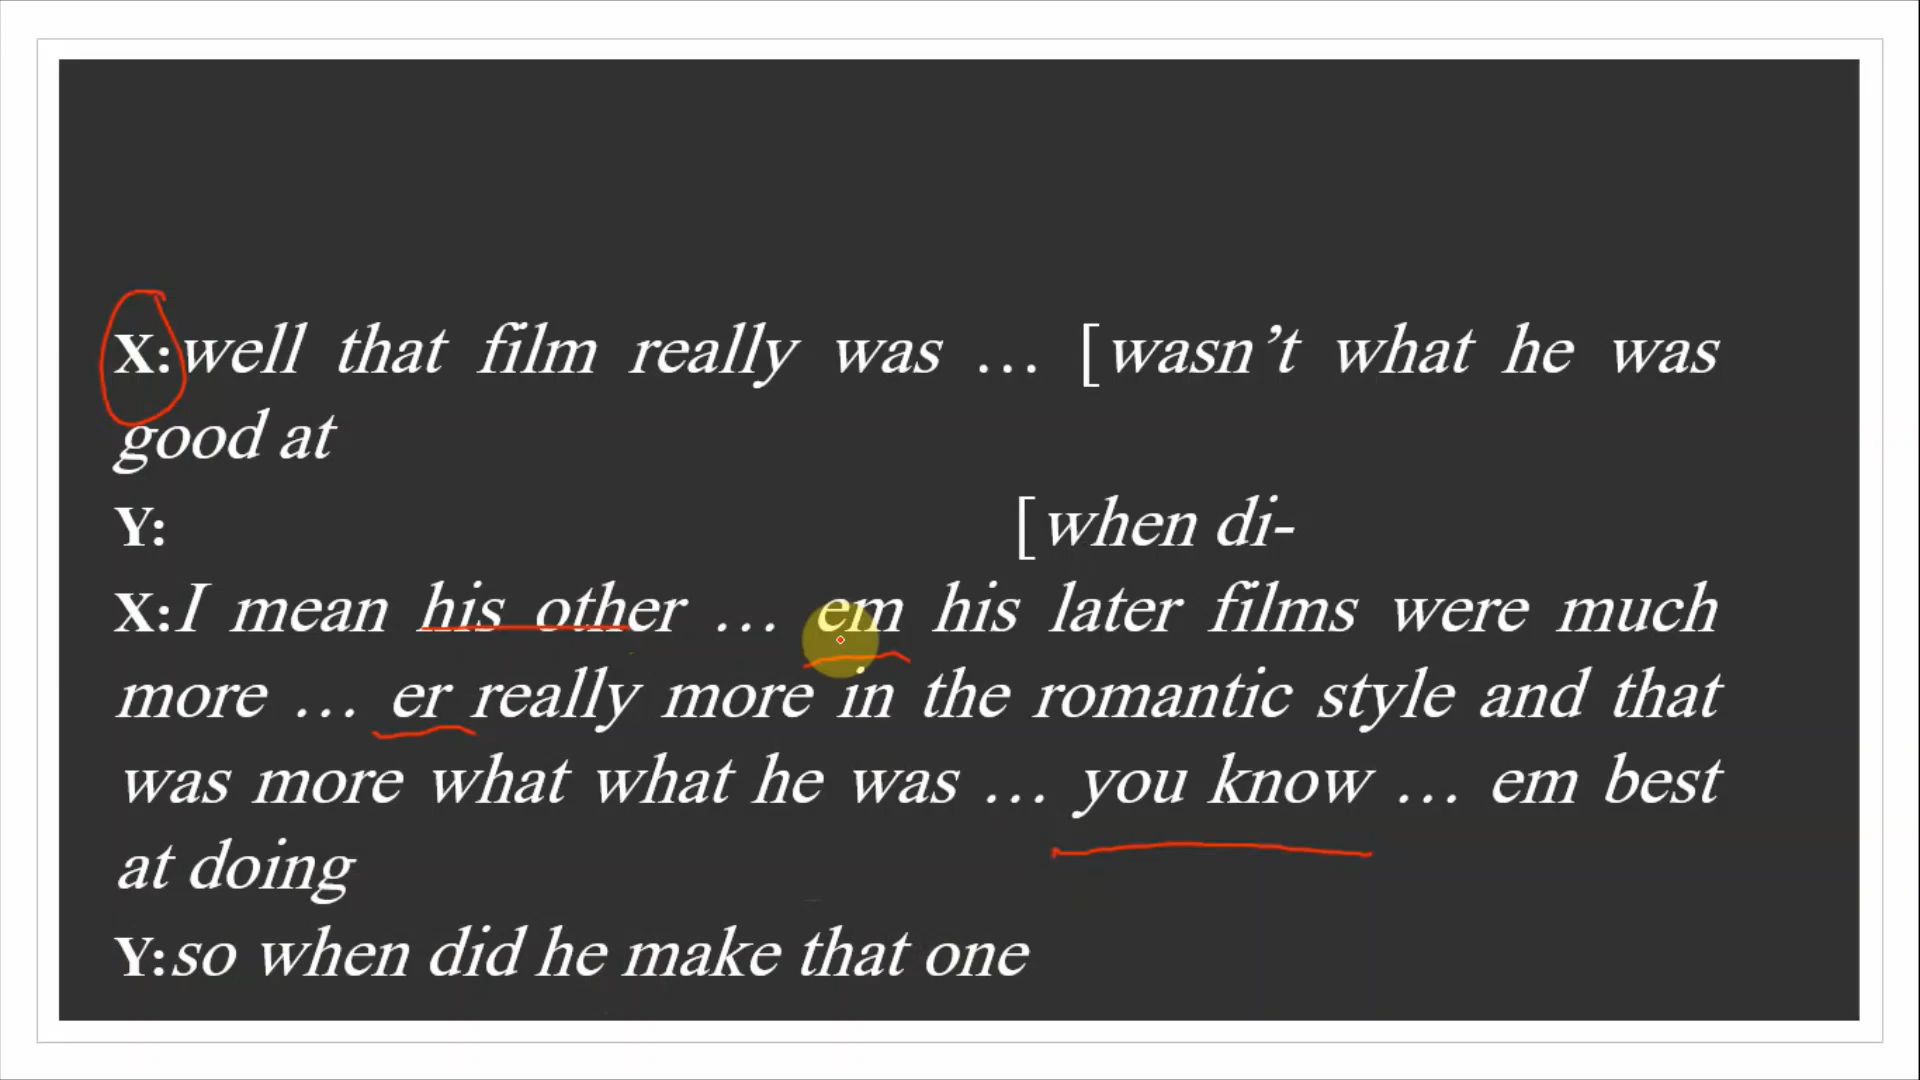 X: well that film really was … [wasn’t what he was
good at
Y: [when di-
X: I mean his other … em his later films were much
more … er really more in the romantic style and that
was more what what he was … you know … em best
at doing
Y: so when did he make that one